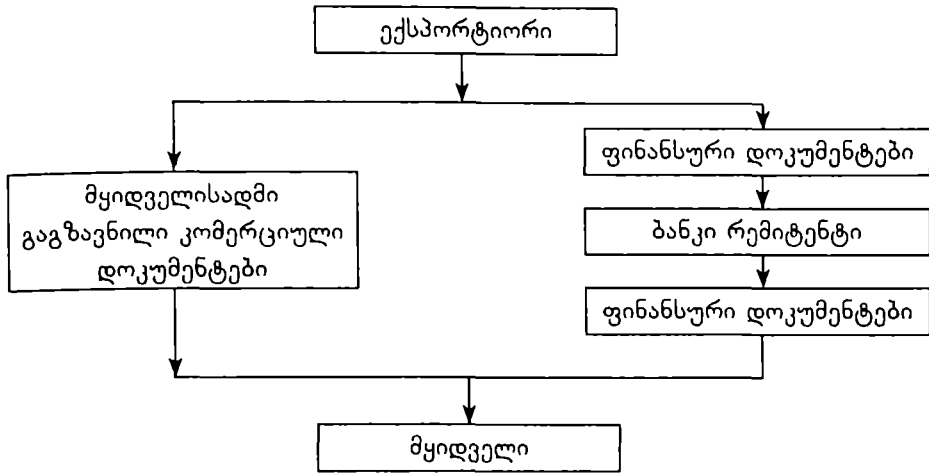 ექსპორტიორი
ფინანსური დოკუმენტები
მყიდველისადმი
გაგზავნილი კომერციული
დოკუმენტები
ბანკი რემიტენტი
ფინანსური დოკუმენტები
მყიდველი